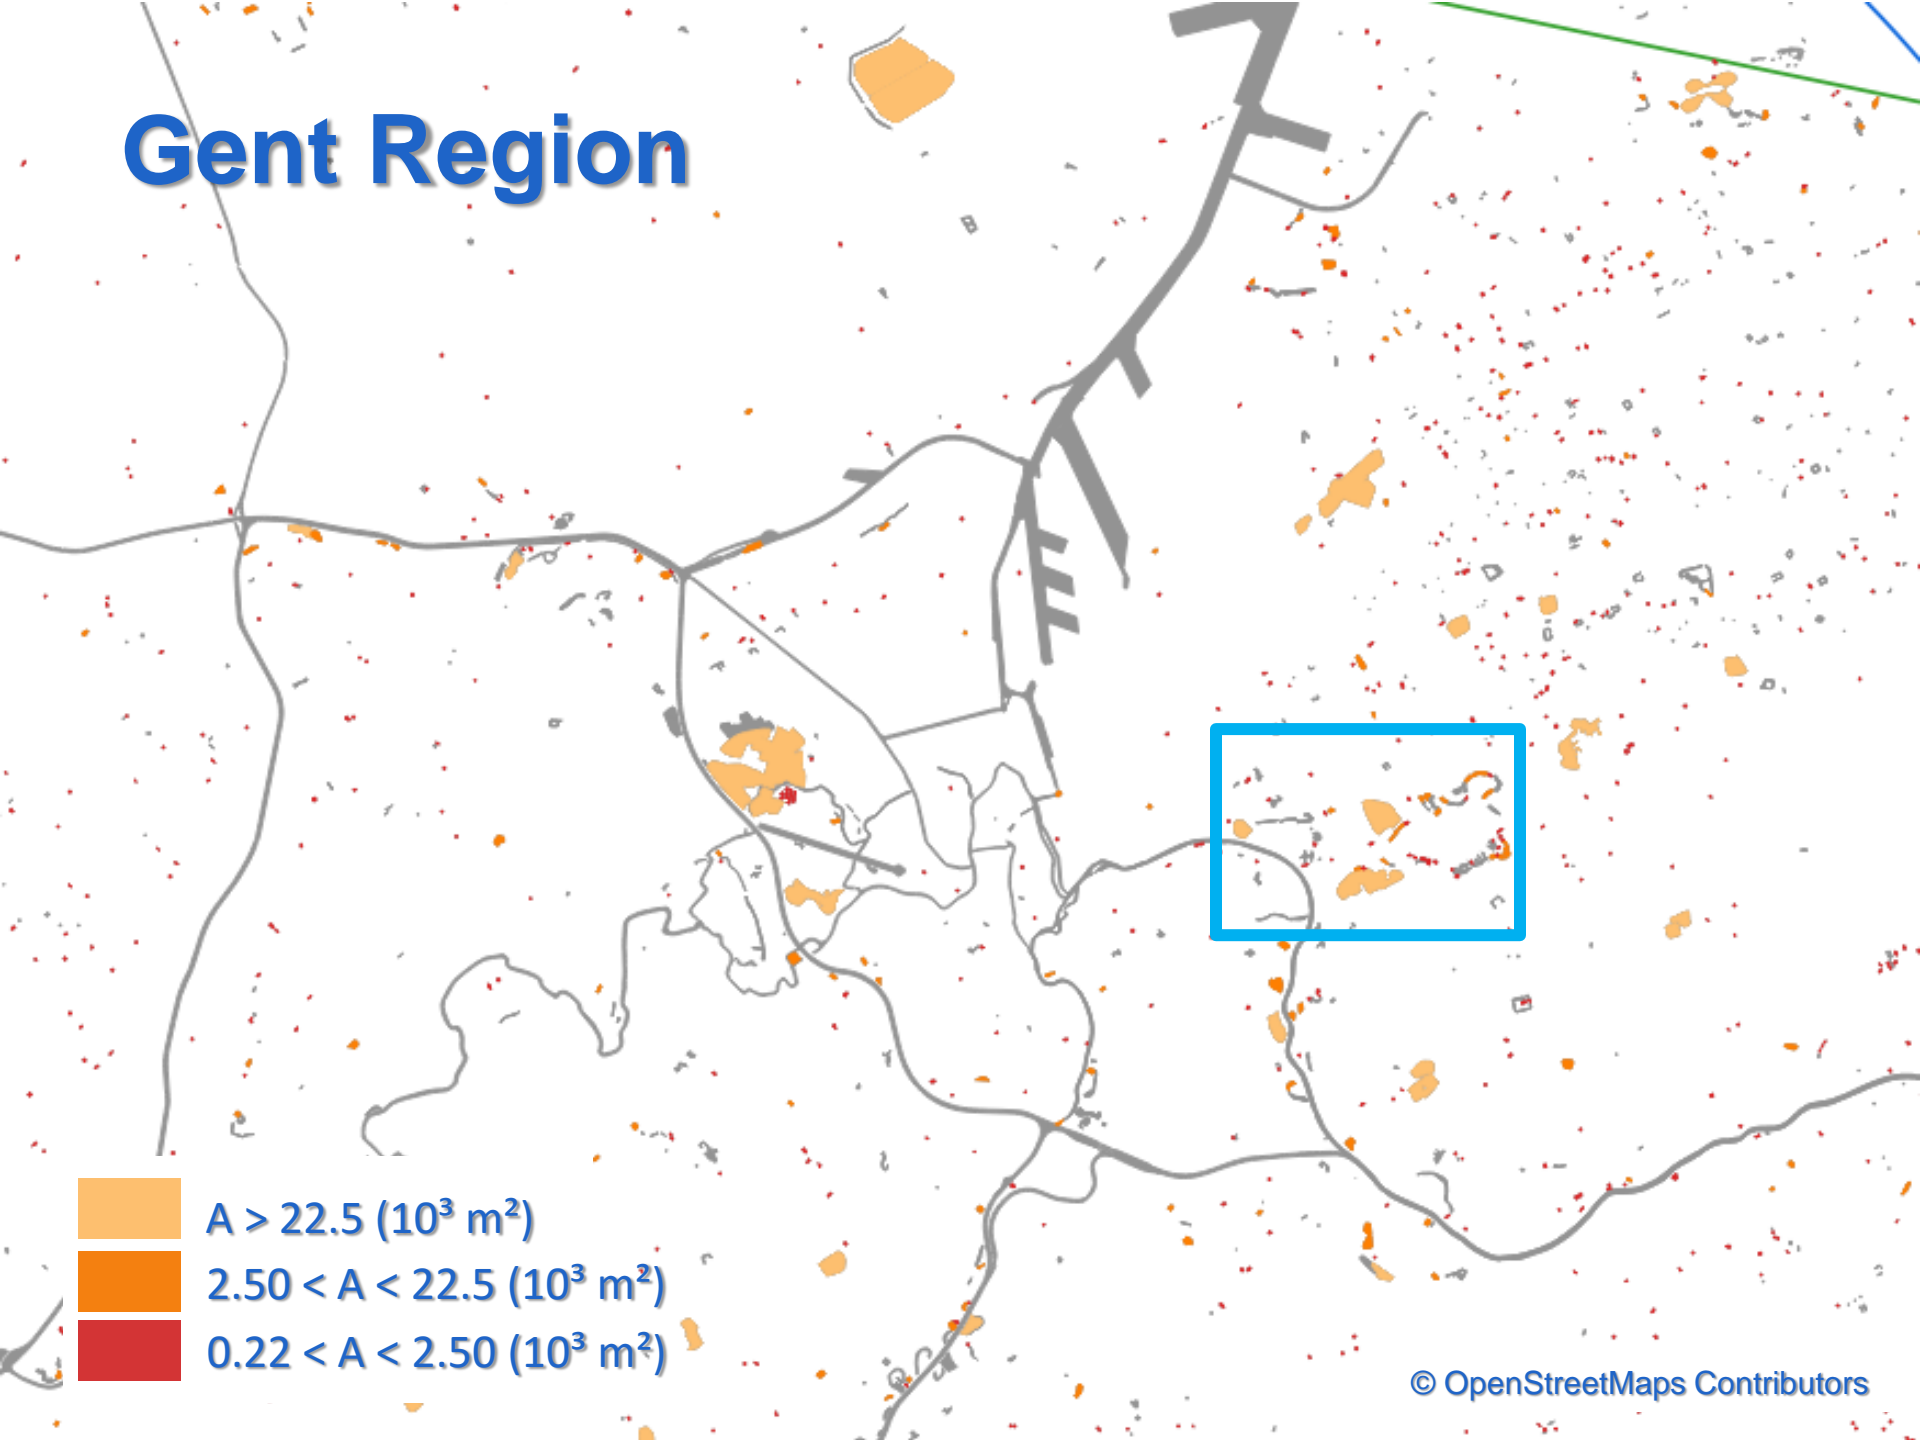 Gent Region
A > 22.5 (10³ m²)
2.50 < A < 22.5 (10³ m²)
0.22 < A < 2.50 (10³ m²)
© OpenStreetMaps Contributors